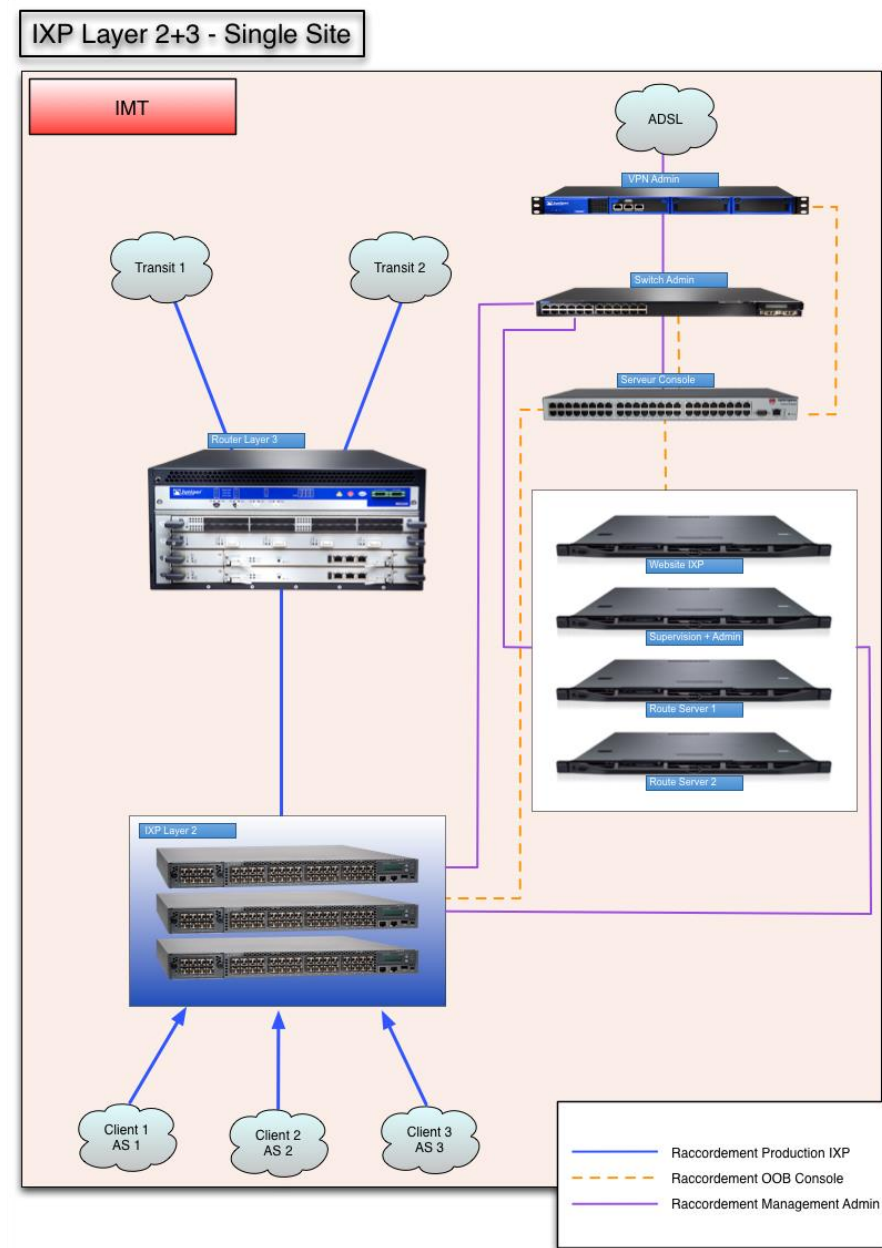 IXP Layer 2+3 - Single Site
IMT
ADSL
VPN Admin
Transit 1
Transit 2
Switch Admin
Serveur Console
Router Layer 3
Juniper
Website IXP
Supervision + Admin
Route Server 1
Route Server 2
IXP Layer 2
Client 1
AS 1
Client 2
AS 2
Client 3
AS 3
Raccordement Production IXP
Raccordement OOB Console
Raccordement Management Admin